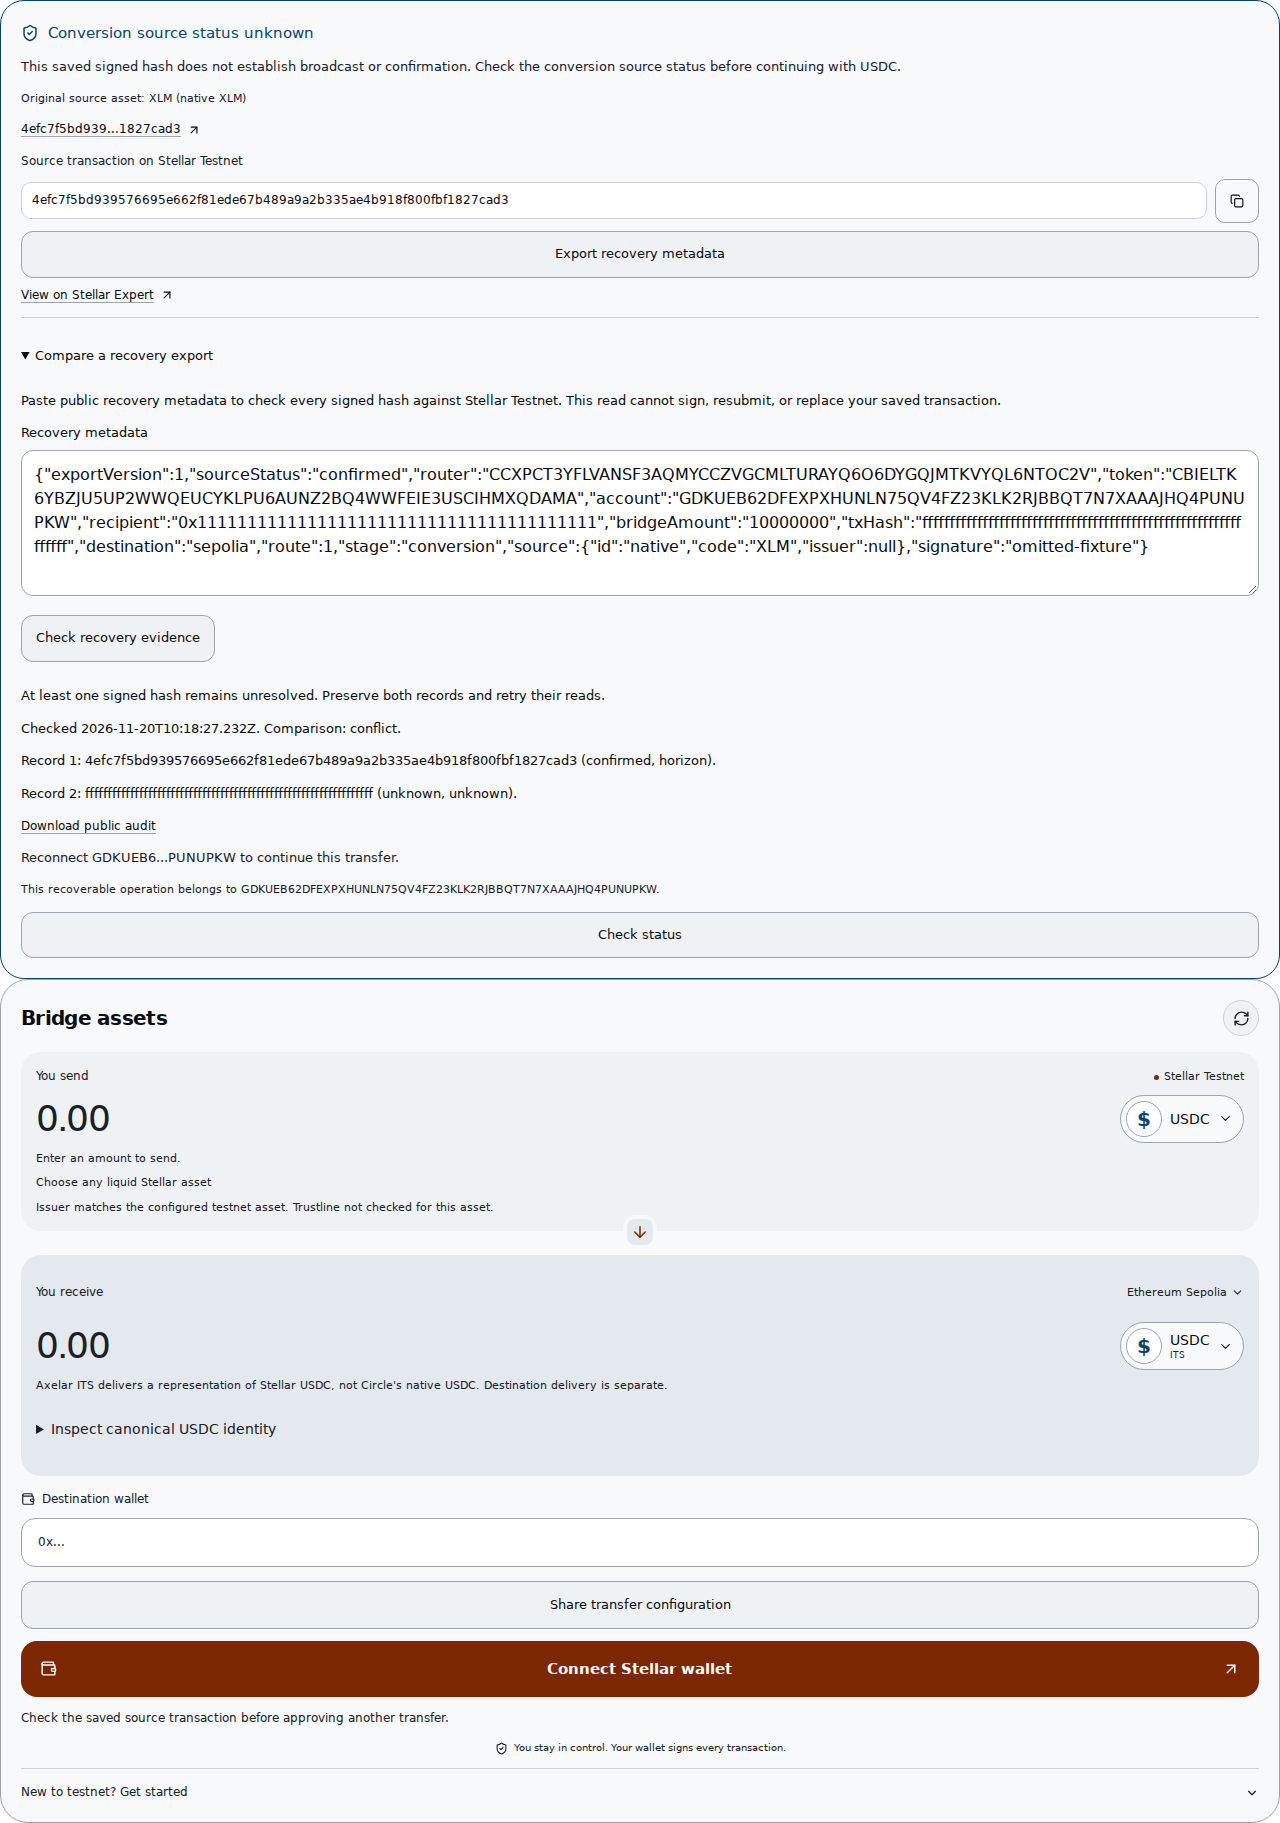 Conversion source status unknown
This saved signed hash does not establish broadcast or confirmation. Check the conversion source status before continuing with USDC.
Original source asset: XLM (native XLM)
4efc7f5bd939...1827cad3
Source transaction on Stellar Testnet
4efc7f5bd939576695e662f81ede67b489a9a2b335ae4b918f800fbf1827cad3
Export recovery metadata
View on Stellar Expert
Compare a recovery export
Paste public recovery metadata to check every signed hash against Stellar Testnet. This read cannot sign, resubmit, or replace your saved transaction.
Recovery metadata
{"exportVersion":1,"sourceStatus":"confirmed","router":"CCXPCT3YFLVANSF3AQMYCCZVGCMLTURAYQ6O6DYGQJMTKVYQL6NTOC2V","token":"CBIELTK
6YBZJU5UP2WWQEUCYKLPU6AUNZ2BQ4WWFEIE3USCIHMXQDAMA","account":"GDKUEB62DFEXPXHUNLN75QV4FZ23KLK2RJBBQT7N7XAAAJHQ4PUNU
PKW","recipient":"0x1111111111111111111111111111111111111111","bridgeAmount":"10000000","txHash":"ffffffffffffffffffffffffffffffffffffffffffffffffffffffffff
ffffff","destination":"sepolia","route":1,"stage":"conversion","source":{"id":"native","code":"XLM","issuer":null},"signature":"omitted-fixture"}
Check recovery evidence
At least one signed hash remains unresolved. Preserve both records and retry their reads.
Checked 2026-11-20T10:18:27.232Z. Comparison: conflict.
Record 1: 4efc7f5bd939576695e662f81ede67b489a9a2b335ae4b918f800fbf1827cad3 (confirmed, horizon).
Record 2: ffffffffffffffffffffffffffffffffffffffffffffffffffffffffffffffff (unknown, unknown).
Download public audit
Reconnect GDKUEB6...PUNUPKW to continue this transfer.
This recoverable operation belongs to GDKUEB62DFEXPXHUNLN75QV4FZ23KLK2RJBBQT7N7XAAAJHQ4PUNUPKW.
Check status
Bridge assets
You send
Stellar Testnet
0.00
$ USDC
Enter an amount to send.
Choose any liquid Stellar asset
Issuer matches the configured testnet asset. Trustline not checked for this asset.
You receive
Ethereum Sepolia
0.00
$ USDC
ITS
Axelar ITS delivers a representation of Stellar USDC, not Circle's native USDC. Destination delivery is separate.
Inspect canonical USDC identity
Destination wallet
0x...
Share transfer configuration
Connect Stellar wallet
Check the saved source transaction before approving another transfer.
You stay in control. Your wallet signs every transaction.
New to testnet? Get started